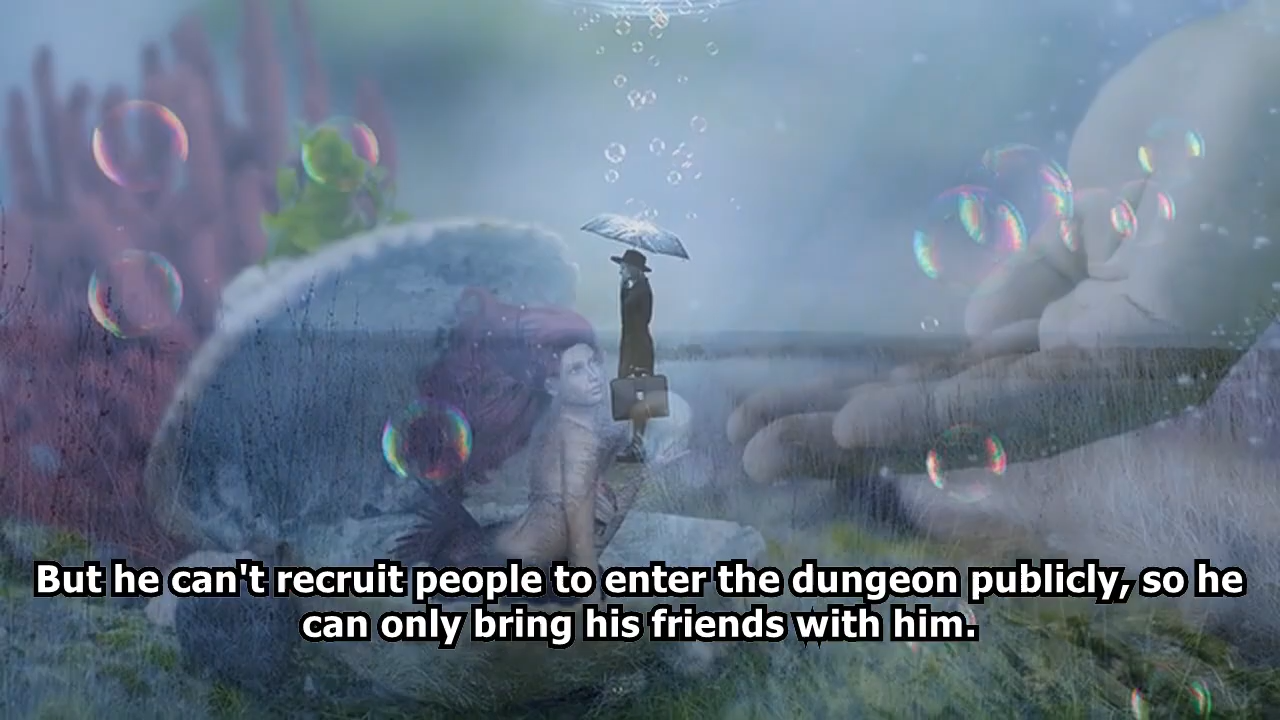 But he can't recruit people to enter the dungeon publicly, so he
can only bring his friends with him.